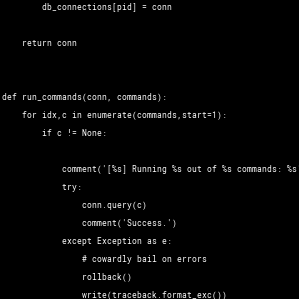 db_connections[pid] = conn
return conn
def run_commands(conn, commands):
for idx,c in enumerate(commands,start=1):
if c != None:
comment('[%s] Running %s out of %s commands: %s
try:
conn.query(c)
comment('Success.')
except Exception as e:
# cowardly bail on errors
rollback()
write(traceback.format_exc())